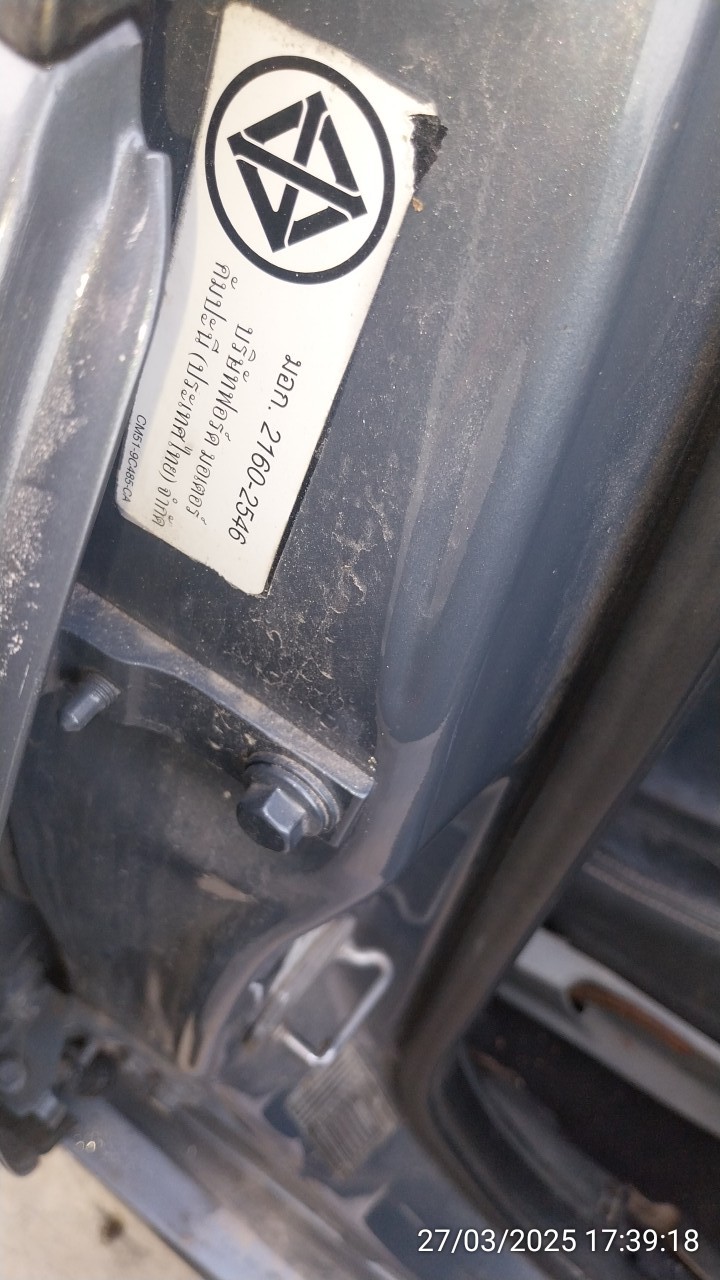 มอก. 2160-2546
บริษัทฟอร์ด มอเตอร์
คัมปะนี (ประเทศไทย) จำกัด
CM51-9C485-CA
27/03/2025 17:39:18